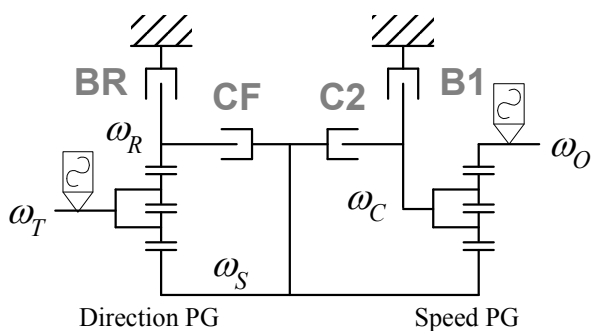 BR
CF
C2
B1
ω_R
ω_O
ω_T
ω_C
ω_S
Direction PG
Speed PG